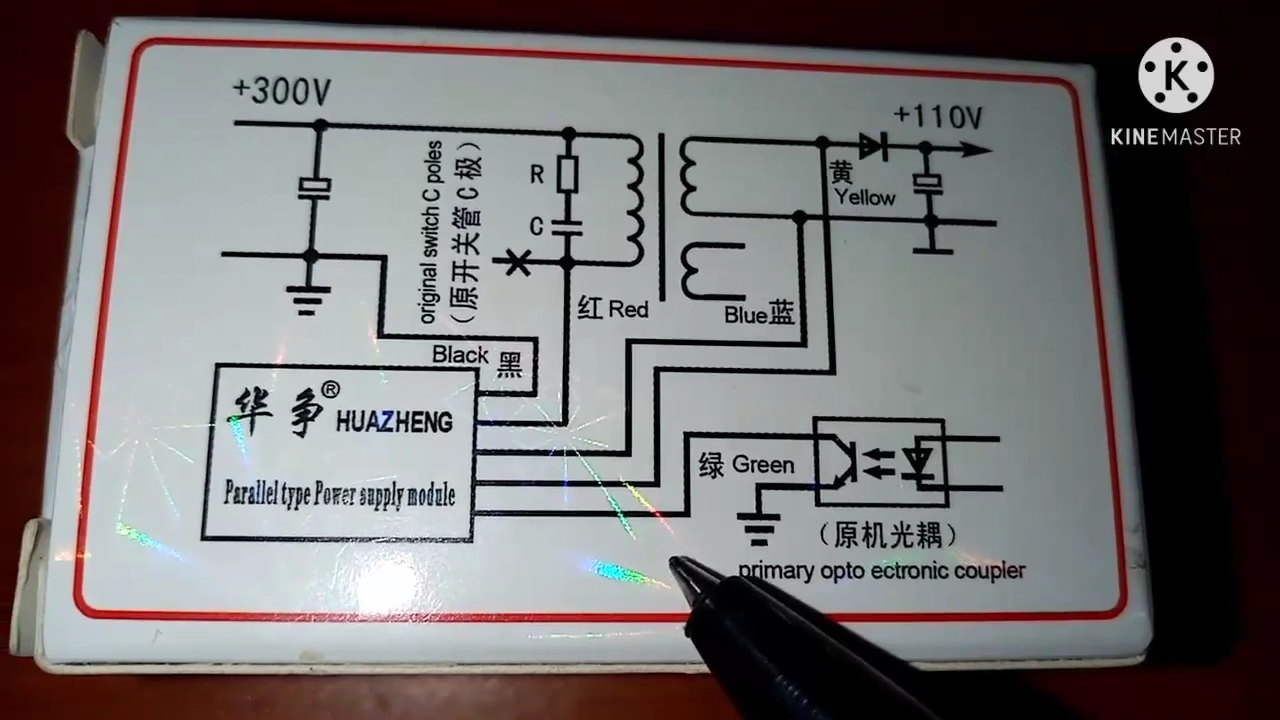 +300V
+110V
KINEMASTER
original switch C poles
(原开关管C极)
R
C
黄
Yellow
红 Red
Blue蓝
Black 黑
华争®HUAZHENG
Parallel type Power supply module
绿 Green
(原机光耦)
primary opto ectronic coupler